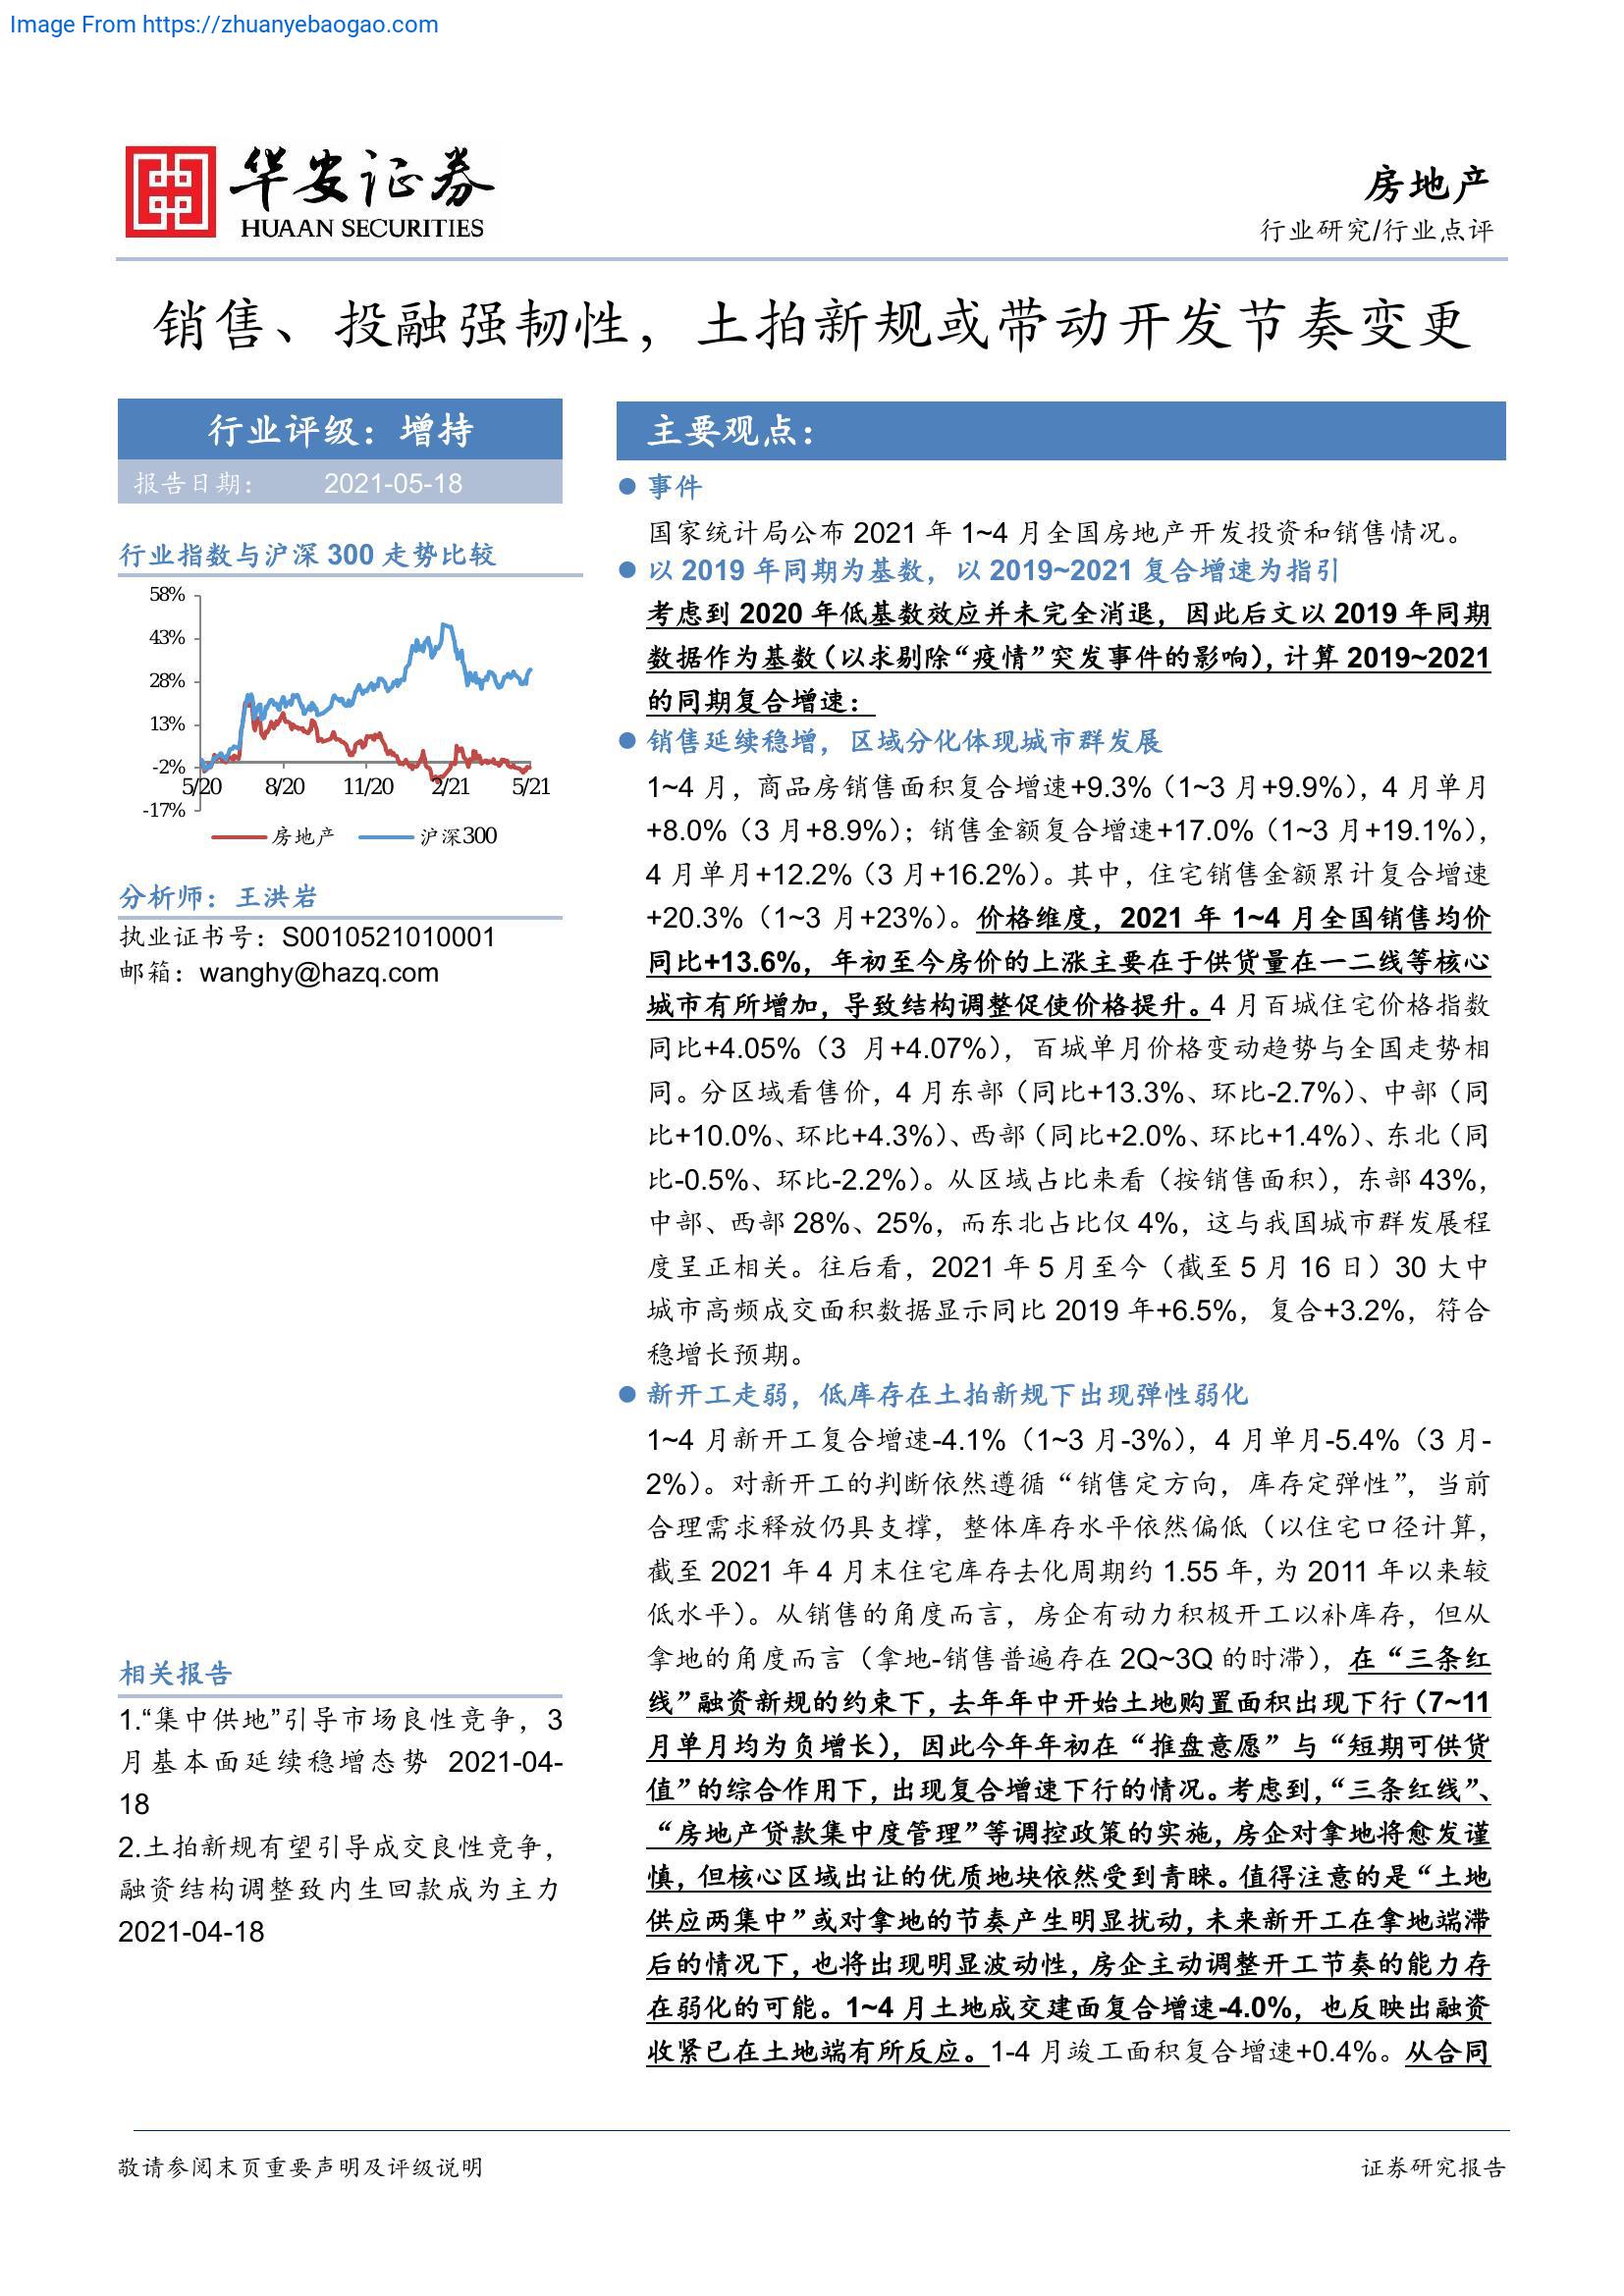 Image From https://zhuanyebaogao.com
华安证券
HUAAN SECURITIES
房地产
行业研究/行业点评
销售、投融强韧性，土拍新规或带动开发节奏变更
行业评级：增持
报告日期： 2021-05-18
行业指数与沪深 300 走势比较
58%
43%
28%
13%
-2%
-17%
5/20 8/20 11/20 2/21 5/21
房地产 沪深300
分析师：王洪岩
执业证书号：S0010521010001
邮箱：wanghy@hazq.com
相关报告
1.“集中供地”引导市场良性竞争，3
月基本面延续稳增态势 2021-04-
18
2.土拍新规有望引导成交良性竞争，
融资结构调整致内生回款成为主力
2021-04-18
主要观点：
● 事件
国家统计局公布 2021 年 1~4 月全国房地产开发投资和销售情况。
● 以 2019 年同期为基数，以 2019~2021 复合增速为指引
考虑到 2020 年低基数效应并未完全消退，因此后文以 2019 年同期
数据作为基数（以求剔除“疫情”突发事件的影响），计算 2019~2021
的同期复合增速：
● 销售延续稳增，区域分化体现城市群发展
1~4 月，商品房销售面积复合增速+9.3%（1~3 月+9.9%），4 月单月
+8.0%（3 月+8.9%）；销售金额复合增速+17.0%（1~3 月+19.1%），
4 月单月+12.2%（3 月+16.2%）。其中，住宅销售金额累计复合增速
+20.3%（1~3 月+23%）。价格维度，2021 年 1~4 月全国销售均价
同比+13.6%，年初至今房价的上涨主要在于供货量在一二线等核心
城市有所增加，导致结构调整促使价格提升。4 月百城住宅价格指数
同比+4.05%（3 月+4.07%），百城单月价格变动趋势与全国走势相
同。分区域看售价，4 月东部（同比+13.3%、环比-2.7%）、中部（同
比+10.0%、环比+4.3%）、西部（同比+2.0%、环比+1.4%）、东北（同
比-0.5%、环比-2.2%）。从区域占比来看（按销售面积），东部 43%，
中部、西部 28%、25%，而东北占比仅 4%，这与我国城市群发展程
度呈正相关。往后看，2021 年 5 月至今（截至 5 月 16 日）30 大中
城市高频成交面积数据显示同比 2019 年+6.5%，复合+3.2%，符合
稳增长预期。
● 新开工走弱，低库存在土拍新规下出现弹性弱化
1~4 月新开工复合增速-4.1%（1~3 月-3%），4 月单月-5.4%（3 月-
2%）。对新开工的判断依然遵循“销售定方向，库存定弹性”，当前
合理需求释放仍具支撑，整体库存水平依然偏低（以住宅口径计算，
截至 2021 年 4 月末住宅库存去化周期约 1.55 年，为 2011 年以来较
低水平）。从销售的角度而言，房企有动力积极开工以补库存，但从
拿地的角度而言（拿地-销售普遍存在 2Q~3Q 的时滞），在“三条红
线”融资新规的约束下，去年年中开始土地购置面积出现下行（7~11
月单月均为负增长），因此今年年初在“推盘意愿”与“短期可供货
值”的综合作用下，出现复合增速下行的情况。考虑到，“三条红线”、
“房地产贷款集中度管理”等调控政策的实施，房企对拿地将愈发谨
慎，但核心区域出让的优质地块依然受到青睐。值得注意的是“土地
供应两集中”或对拿地的节奏产生明显扰动，未来新开工在拿地端滞
后的情况下，也将出现明显波动性，房企主动调整开工节奏的能力存
在弱化的可能。1~4 月土地成交建面复合增速-4.0%，也反映出融资
收紧已在土地端有所反应。1-4 月竣工面积复合增速+0.4%。从合同
敬请参阅末页重要声明及评级说明
证券研究报告